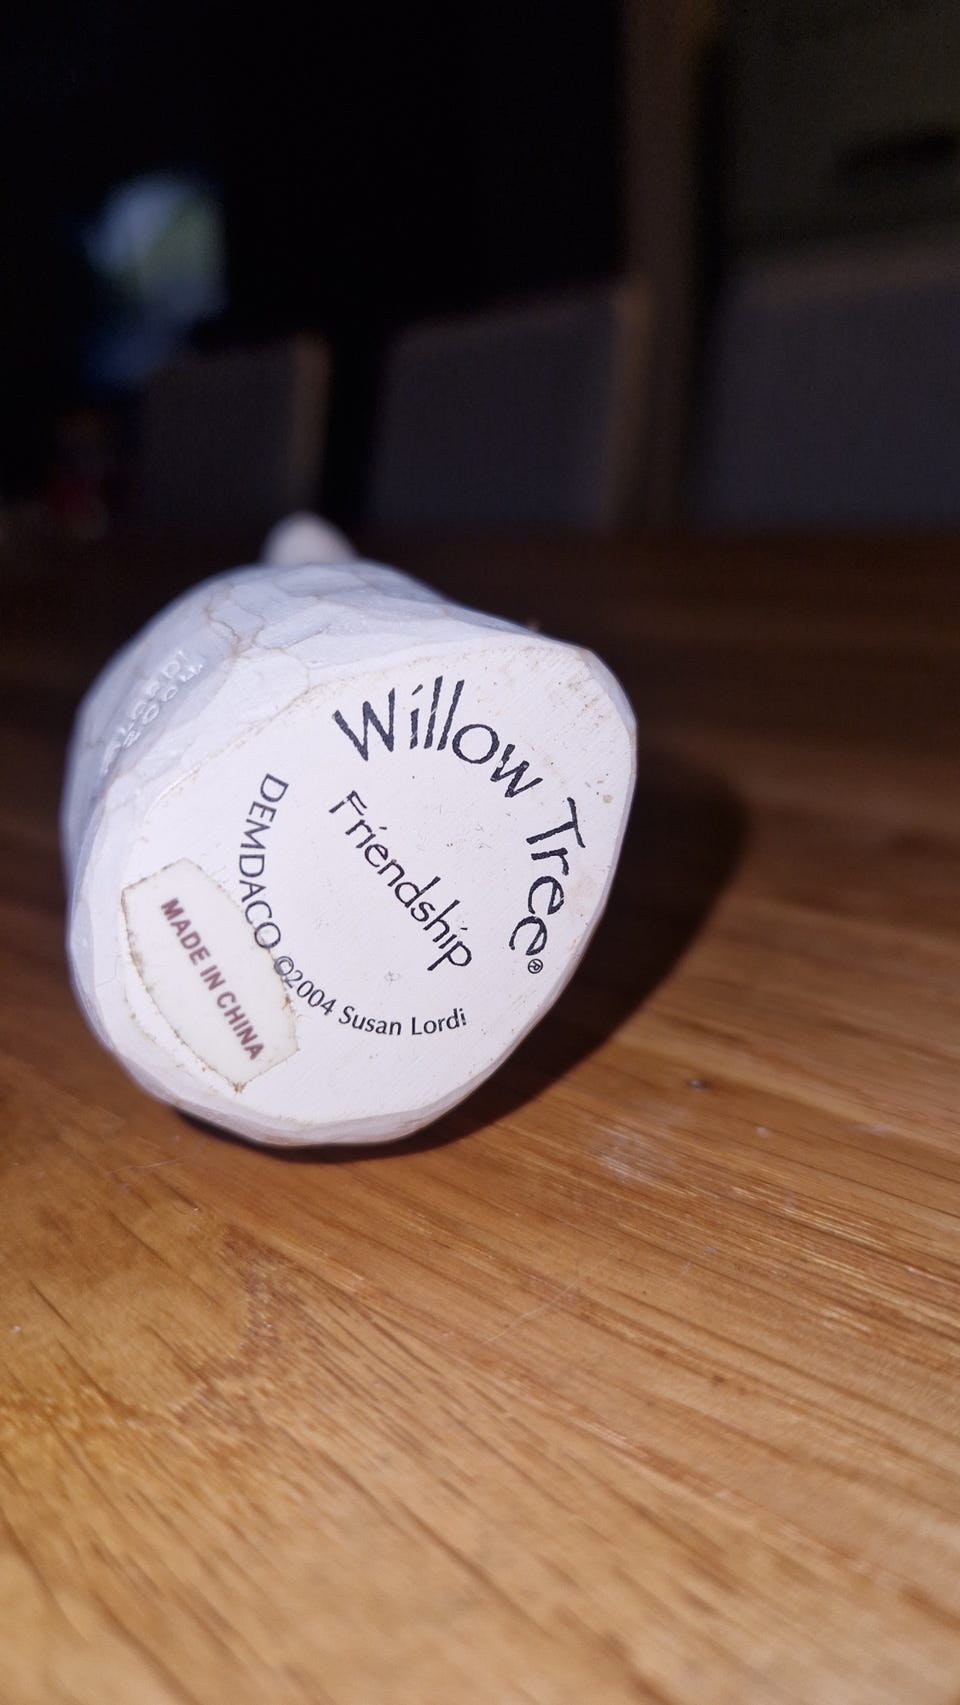 Willow Tree®
Friendship
DEMDACO ©2004 Susan Lordi
MADE IN CHINA